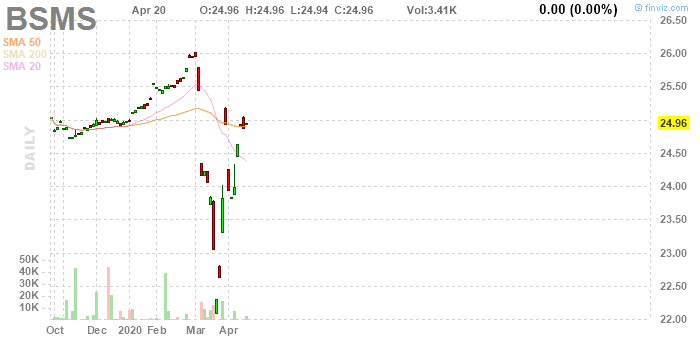 BSMS Apr 20 O:24.96 H:24.96 L:24.94 C:24.96 Vol:3.41K 0.00 (0.00%) © finviz.com
SMA 50
SMA 200
SMA 20
DAILY
26.50
26.00
25.50
25.00
24.96
24.50
24.00
23.50
23.00
22.50
22.00
50K
40K
30K
20K
10K
Oct Dec 2020 Feb Mar Apr